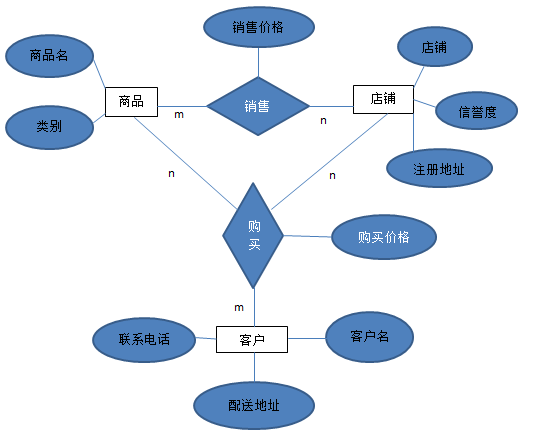 销售价格
店铺
商品名
商品
销售
店铺
信誉度
类别
m
n
注册地址
n
n
购
买
购买价格
m
联系电话
客户
客户名
配送地址